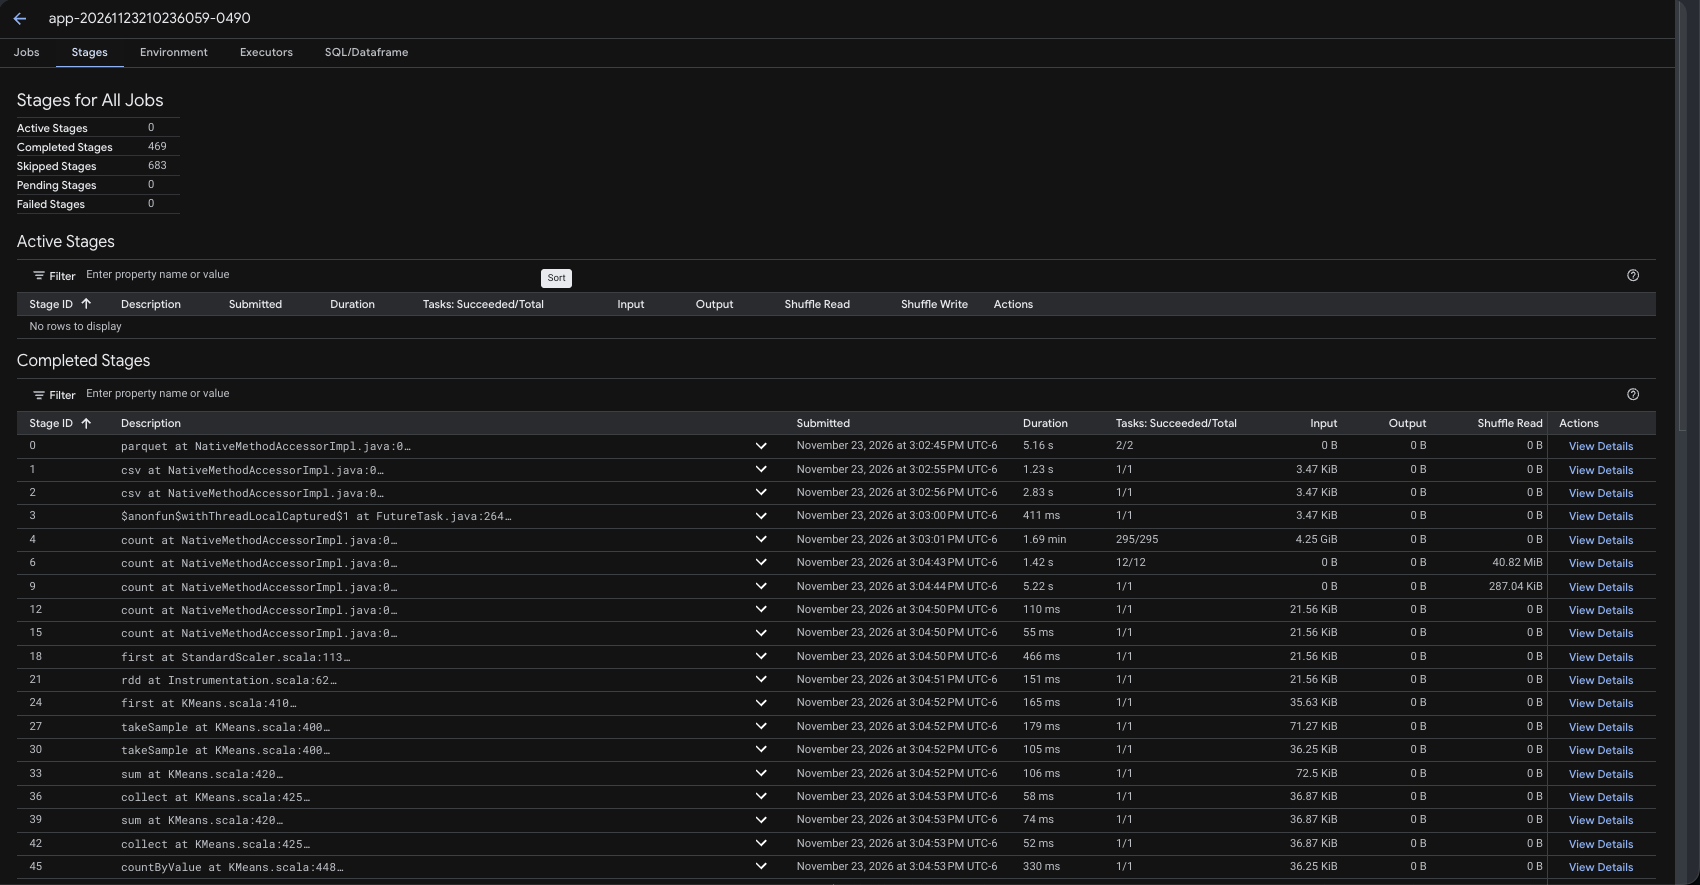 app-20261123210236059-0490
Jobs Stages Environment Executors SQL/Dataframe
Stages for All Jobs
Active Stages 0
Completed Stages 469
Skipped Stages 683
Pending Stages 0
Failed Stages 0
Active Stages
Filter Enter property name or value
Sort
Stage ID Description Submitted Duration Tasks: Succeeded/Total Input Output Shuffle Read Shuffle Write Actions
No rows to display
Completed Stages
Filter Enter property name or value
Stage ID Description Submitted Duration Tasks: Succeeded/Total Input Output Shuffle Read Actions
0 parquet at NativeMethodAccessorImpl.java:0… November 23, 2026 at 3:02:45 PM UTC-6 5.16 s 2/2 0 B 0 B 0 B View Details
1 csv at NativeMethodAccessorImpl.java:0… November 23, 2026 at 3:02:55 PM UTC-6 1.23 s 1/1 3.47 KiB 0 B 0 B View Details
2 csv at NativeMethodAccessorImpl.java:0… November 23, 2026 at 3:02:56 PM UTC-6 2.83 s 1/1 3.47 KiB 0 B 0 B View Details
3 $anonfun$withThreadLocalCaptured$1 at FutureTask.java:264… November 23, 2026 at 3:03:00 PM UTC-6 411 ms 1/1 3.47 KiB 0 B 0 B View Details
4 count at NativeMethodAccessorImpl.java:0… November 23, 2026 at 3:03:01 PM UTC-6 1.69 min 295/295 4.25 GiB 0 B 0 B View Details
6 count at NativeMethodAccessorImpl.java:0… November 23, 2026 at 3:04:43 PM UTC-6 1.42 s 12/12 0 B 0 B 40.82 MiB View Details
9 count at NativeMethodAccessorImpl.java:0… November 23, 2026 at 3:04:44 PM UTC-6 5.22 s 1/1 0 B 0 B 287.04 KiB View Details
12 count at NativeMethodAccessorImpl.java:0… November 23, 2026 at 3:04:50 PM UTC-6 110 ms 1/1 21.56 KiB 0 B 0 B View Details
15 count at NativeMethodAccessorImpl.java:0… November 23, 2026 at 3:04:50 PM UTC-6 55 ms 1/1 21.56 KiB 0 B 0 B View Details
18 first at StandardScaler.scala:113… November 23, 2026 at 3:04:50 PM UTC-6 466 ms 1/1 21.56 KiB 0 B 0 B View Details
21 rdd at Instrumentation.scala:62… November 23, 2026 at 3:04:51 PM UTC-6 151 ms 1/1 21.56 KiB 0 B 0 B View Details
24 first at KMeans.scala:410… November 23, 2026 at 3:04:52 PM UTC-6 165 ms 1/1 35.63 KiB 0 B 0 B View Details
27 takeSample at KMeans.scala:400… November 23, 2026 at 3:04:52 PM UTC-6 179 ms 1/1 71.27 KiB 0 B 0 B View Details
30 takeSample at KMeans.scala:400… November 23, 2026 at 3:04:52 PM UTC-6 105 ms 1/1 36.25 KiB 0 B 0 B View Details
33 sum at KMeans.scala:420… November 23, 2026 at 3:04:52 PM UTC-6 106 ms 1/1 72.5 KiB 0 B 0 B View Details
36 collect at KMeans.scala:425… November 23, 2026 at 3:04:53 PM UTC-6 58 ms 1/1 36.87 KiB 0 B 0 B View Details
39 sum at KMeans.scala:420… November 23, 2026 at 3:04:53 PM UTC-6 74 ms 1/1 36.87 KiB 0 B 0 B View Details
42 collect at KMeans.scala:425… November 23, 2026 at 3:04:53 PM UTC-6 52 ms 1/1 36.87 KiB 0 B 0 B View Details
45 countByValue at KMeans.scala:448… November 23, 2026 at 3:04:53 PM UTC-6 330 ms 1/1 36.25 KiB 0 B 0 B View Details